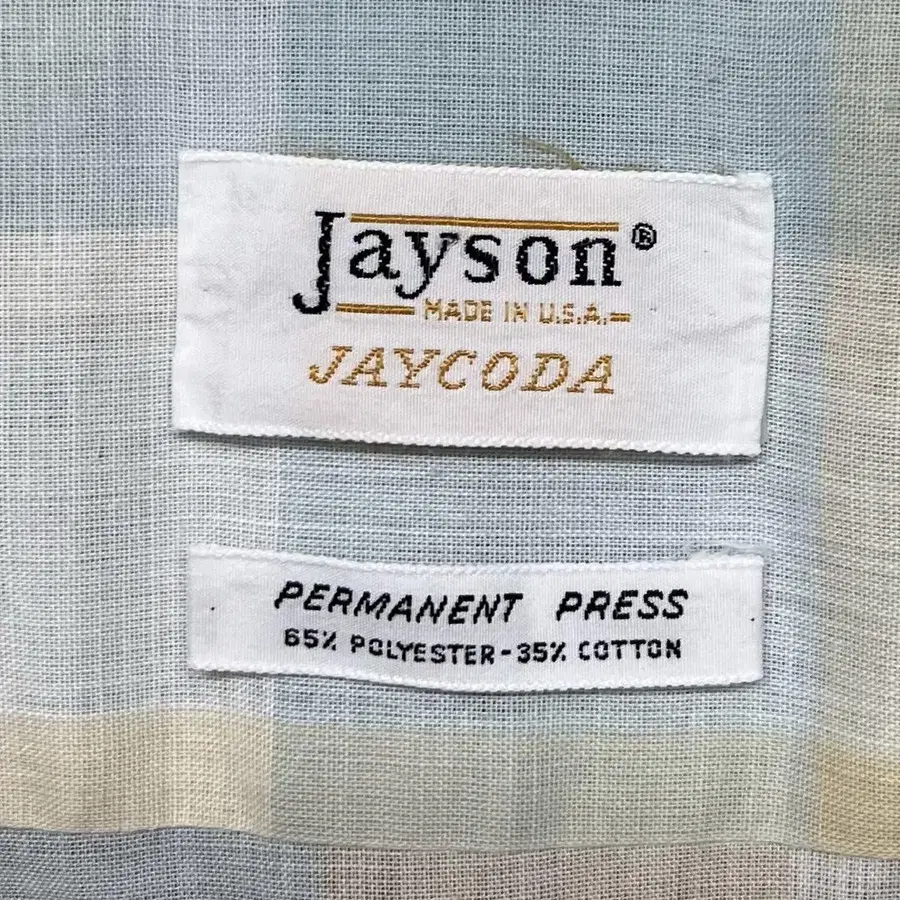 Jayson®
MADE IN U.S.A.
JAYCODA
PERMANENT PRESS
65% POLYESTER-35% COTTON